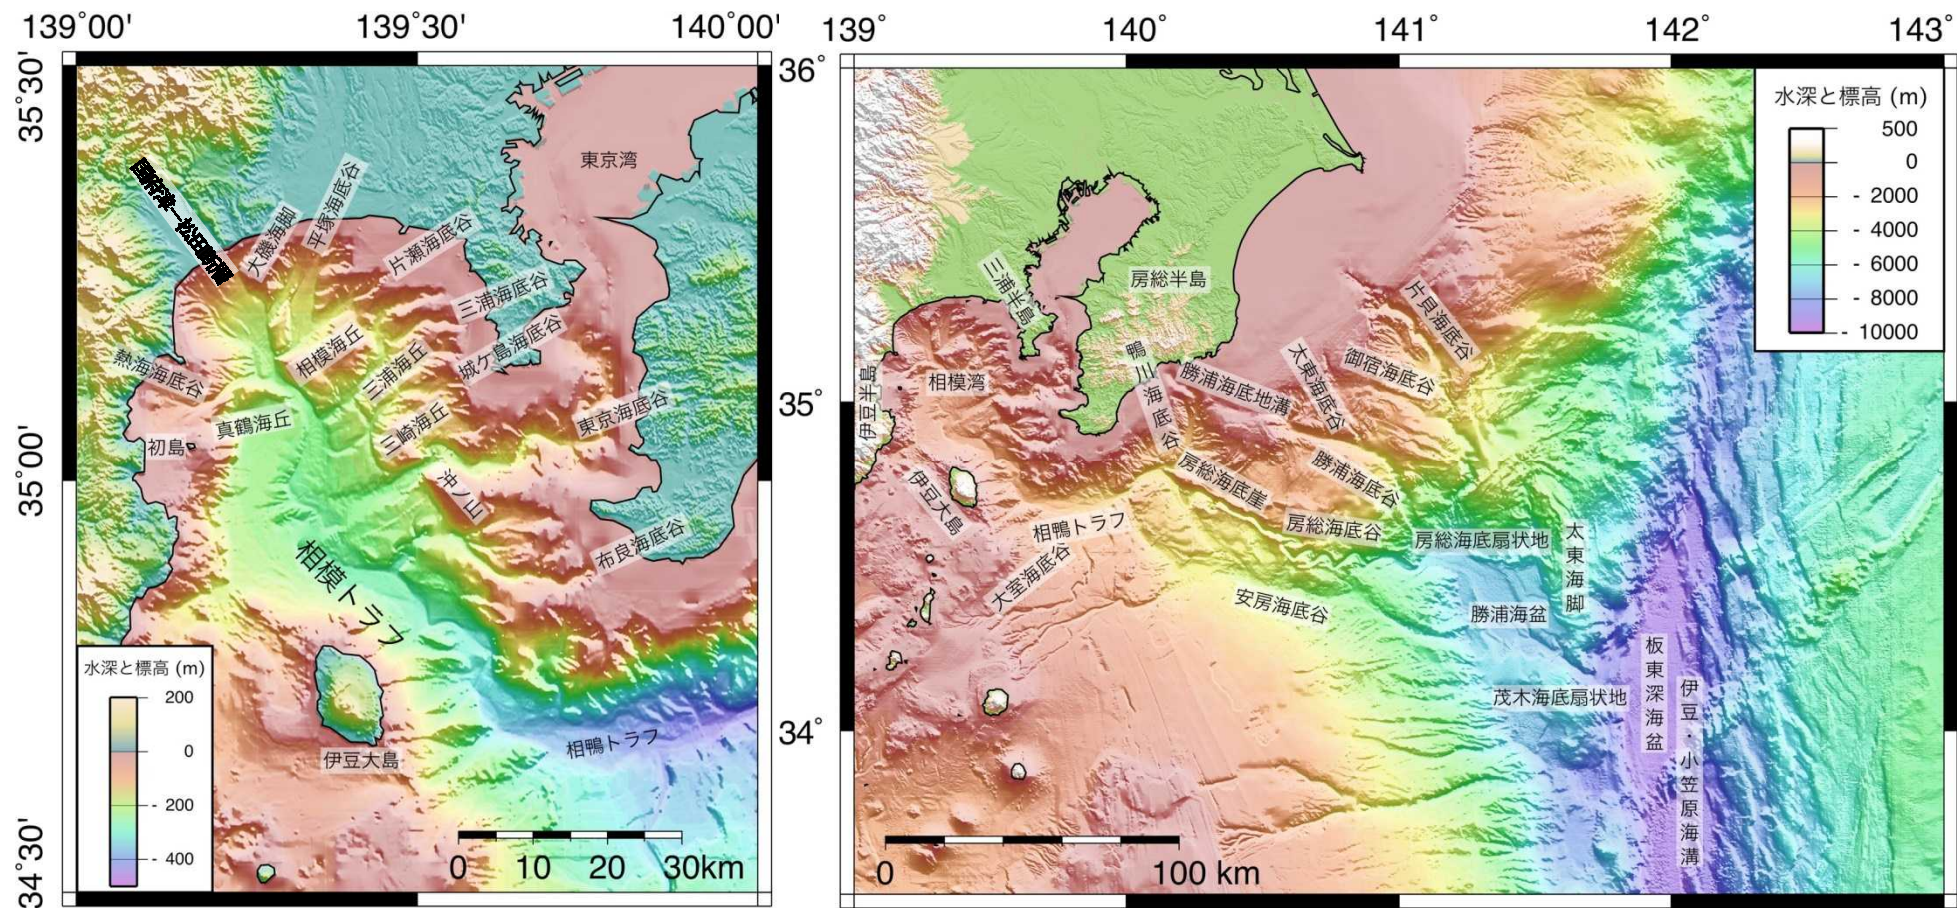 139°00'
139°30'
140°00'
35°30'
35°00'
34°30'
国府津ー松田断層
大磯海脚
平塚海底谷
片瀬海底谷
東京湾
三浦海底谷
城ケ島海底谷
相模海丘
三浦海丘
熱海海底谷
真鶴海丘
三崎海丘
東京海底谷
初島
沖ノ山
布良海底谷
相模トラフ
伊豆大島
相鴨トラフ
水深と標高 (m)
200
0
- 200
- 400
0 10 20 30km
139°
140°
141°
142°
143°
36°
35°
34°
水深と標高 (m)
500
0
- 2000
- 4000
- 6000
- 8000
- 10000
三浦半島
房総半島
片貝海底谷
伊豆半島
相模湾
鴨川海底谷
勝浦海底地溝
太東海底谷
御宿海底谷
伊豆大島
房総海底崖
勝浦海底谷
相鴨トラフ
房総海底谷
房総海底扇状地
太東海脚
大室海底谷
安房海底谷
勝浦海盆
茂木海底扇状地
板東深海盆
伊豆・小笠原海溝
0 100 km